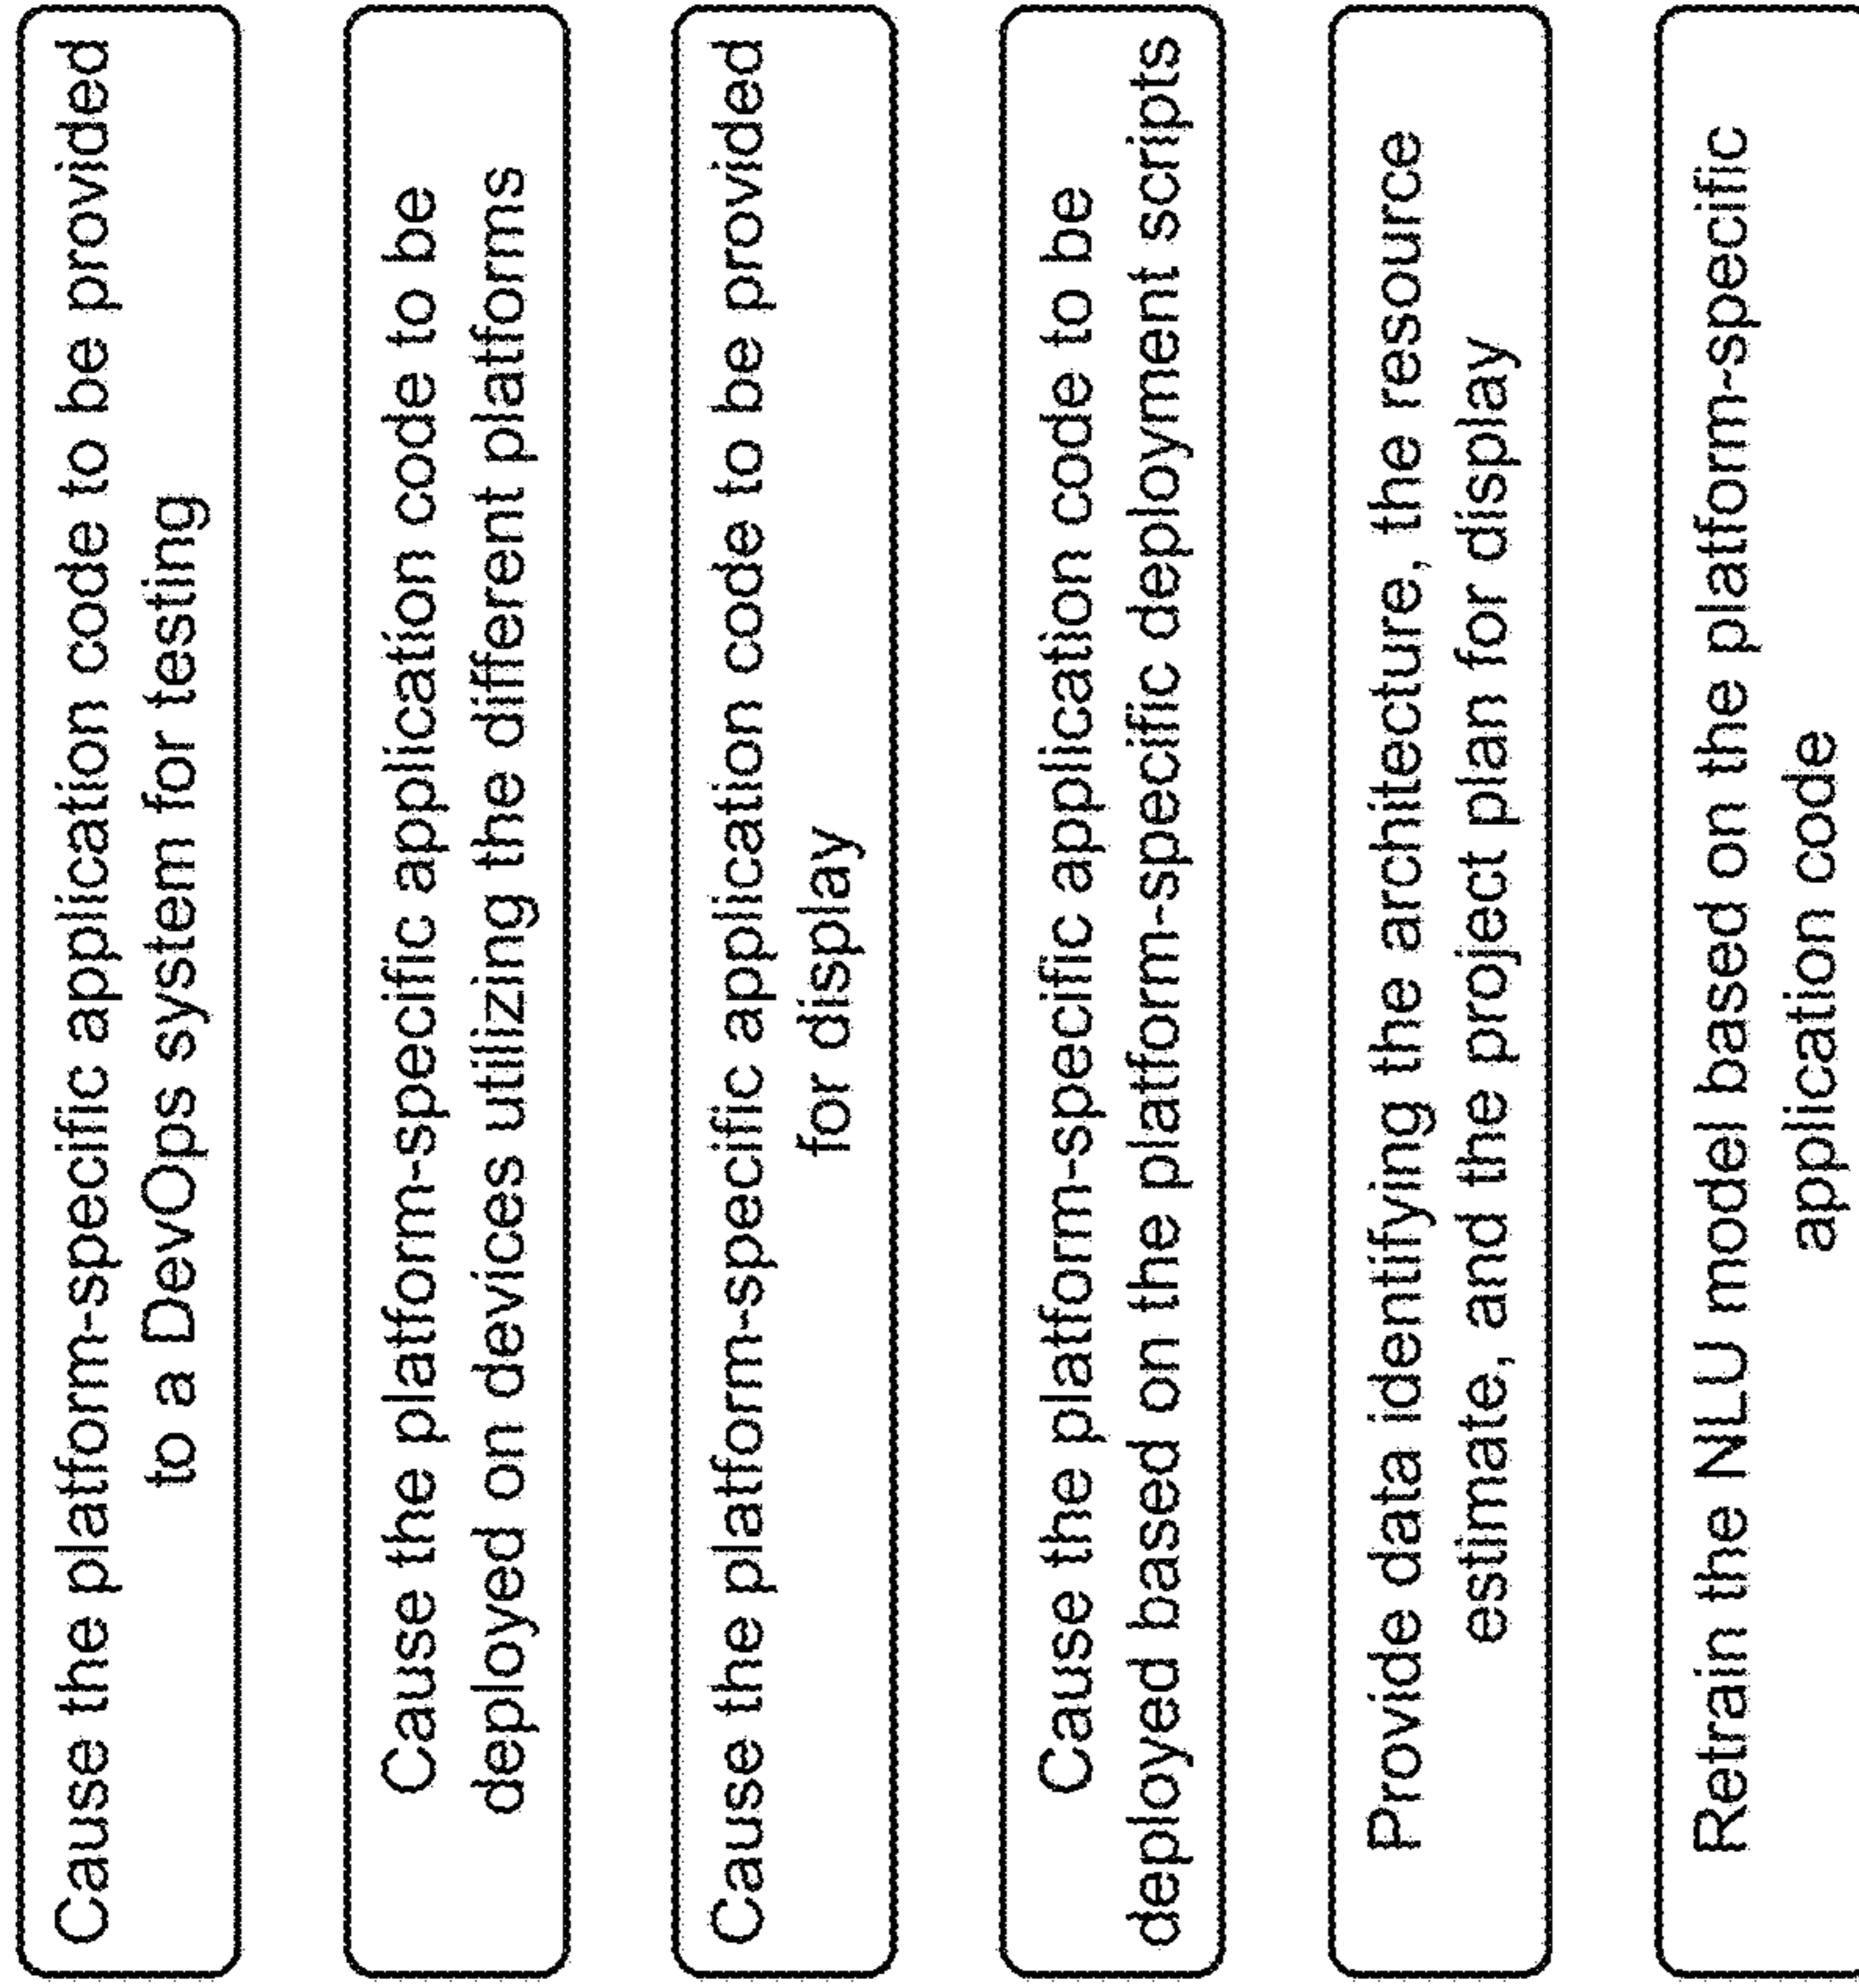 Cause the platform-specific application code to be provided
to a DevOps system for testing
Cause the platform-specific application code to be
deployed on devices utilizing the different platforms
Cause the platform-specific application code to be provided
for display
Cause the platform-specific application code to be
deployed based on the platform-specific deployment scripts
Provide data identifying the architecture, the resource
estimate, and the project plan for display
Retrain the NLU model based on the platform-specific
application code